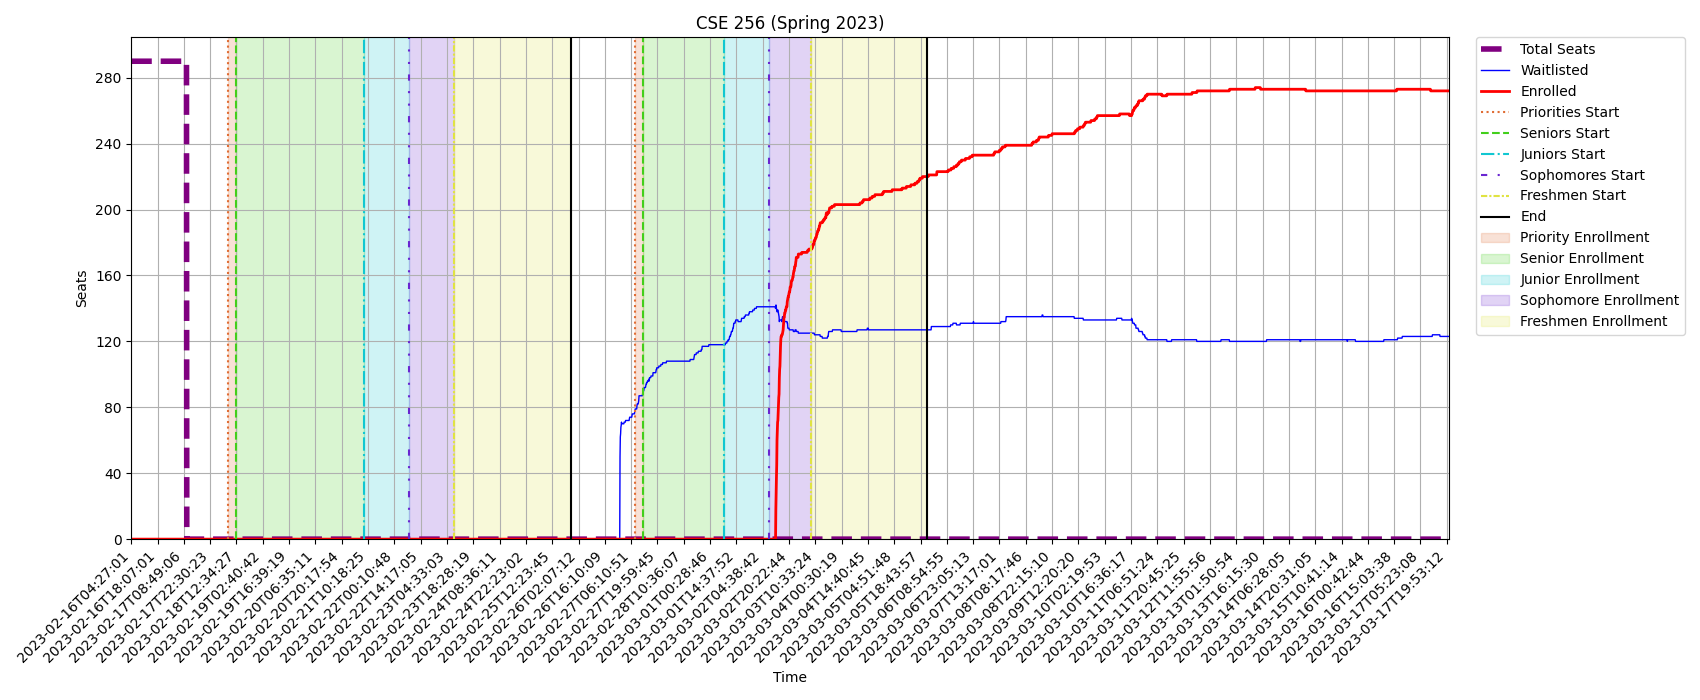 CSE 256 (Spring 2023)
Seats
280
240
200
160
120
80
40
0
2023-02-16T04:27:01
2023-02-16T18:07:01
2023-02-17T08:49:06
2023-02-17T22:30:23
2023-02-18T12:34:27
2023-02-19T02:40:42
2023-02-19T16:39:19
2023-02-20T06:35:11
2023-02-20T20:17:54
2023-02-21T10:18:25
2023-02-22T00:10:48
2023-02-22T14:17:05
2023-02-23T04:33:03
2023-02-23T18:28:19
2023-02-24T08:36:11
2023-02-24T22:23:02
2023-02-25T12:23:45
2023-02-26T02:07:12
2023-02-26T16:10:09
2023-02-27T06:10:51
2023-02-27T19:59:45
2023-02-28T10:36:07
2023-03-01T00:28:46
2023-03-01T14:37:52
2023-03-02T04:38:42
2023-03-02T20:22:44
2023-03-03T10:33:24
2023-03-04T00:30:19
2023-03-04T14:40:45
2023-03-05T04:51:48
2023-03-05T18:43:57
2023-03-06T08:54:55
2023-03-06T23:05:13
2023-03-07T13:17:01
2023-03-08T08:17:46
2023-03-08T22:15:10
2023-03-09T12:20:20
2023-03-10T02:19:53
2023-03-10T16:36:17
2023-03-11T06:51:24
2023-03-11T20:45:25
2023-03-12T11:55:56
2023-03-13T01:50:54
2023-03-13T16:15:30
2023-03-14T06:28:05
2023-03-14T20:31:05
2023-03-15T10:41:14
2023-03-16T00:42:44
2023-03-16T15:03:38
2023-03-17T05:23:08
2023-03-17T19:53:12
Time
Total Seats
Waitlisted
Enrolled
Priorities Start
Seniors Start
Juniors Start
Sophomores Start
Freshmen Start
End
Priority Enrollment
Senior Enrollment
Junior Enrollment
Sophomore Enrollment
Freshmen Enrollment